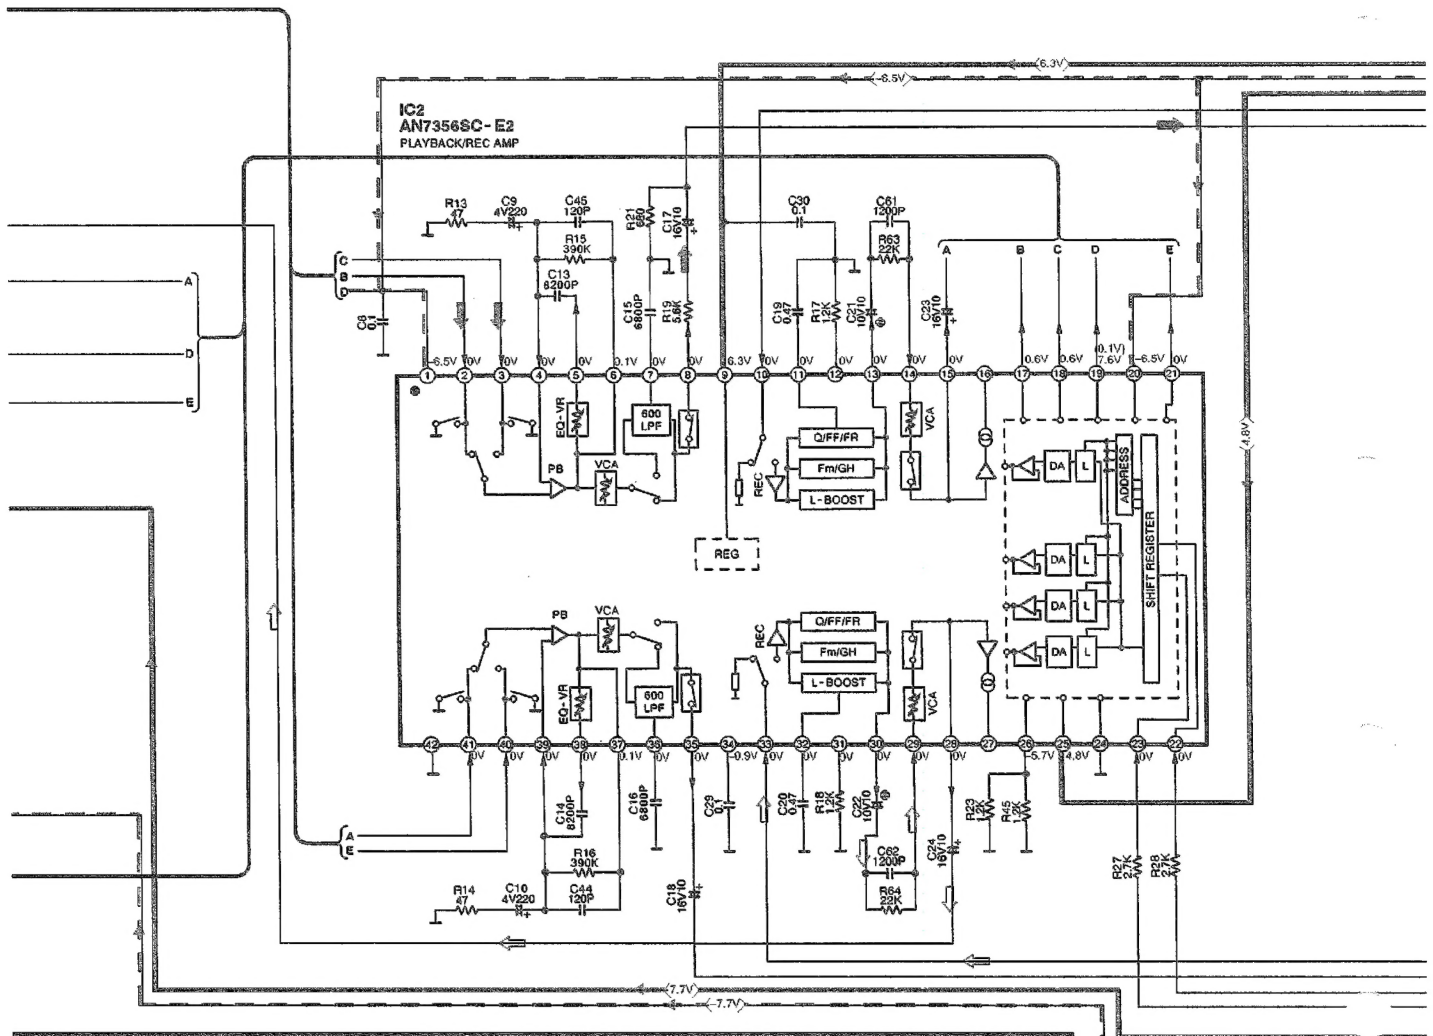 (6.3V)
(-6.5V)
IC2
AN7356SC-E2
PLAYBACK/REC AMP
R13
47
C9
4V220
C45
120P
R15
390K
C13
6200P
R21
680
C17
16V10
C15
6800P
R19
5.6K
C30
0.1
C61
1200P
R63
22K
C19
0.47
R17
1.2K
C21
10V10
C23
16V10
A B C D E
C
B
D
C8
0.1
A
D
E
-6.5V 0V 0V 0V 0V 0.1V 0V 0V 6.3V 0V 0V 0V 0V 0V 0.6V 0.6V (0.1V) 7.6V -6.5V 0V
1 2 3 4 5 6 7 8 9 10 11 12 13 14 15 16 17 18 19 20 21
EQ-VR
600
LPF
PB
VCA
REC
Q/FF/FR
Fm/GH
L-BOOST
VCA
DA L
ADDRESS
SHIFT REGISTER
(4.8V)
REG
DA L
DA L
DA L
PB
VCA
EQ-VR
600
LPF
REC
Q/FF/FR
Fm/GH
L-BOOST
VCA
42 41 40 39 38 37 36 35 34 33 32 31 30 29 28 27 26 25 24 23 22
0V 0V 0V 0V 0.1V 0V 0V -0.9V 0V 0V 0V 0V 0V 0V -5.7V 4.8V 0V 0V
A
E
C14
8200P
C16
6800P
C29
0.1
C20
0.47
R18
1.2K
C22
10V10
R23
1.2K
R45
1.2K
R16
390K
C62
1200P
C24
16V10
R27
2.7K
R28
2.7K
R14
47
C10
4V220
C44
120P
C18
16V10
R64
22K
(7.7V)
(-7.7V)